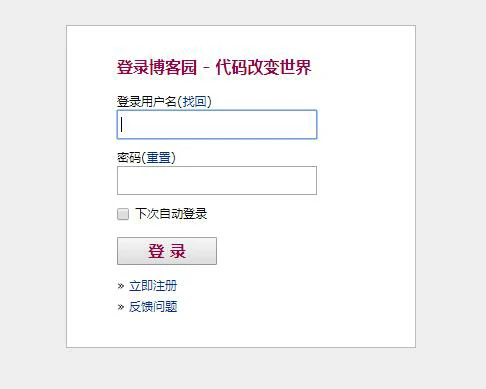 登录博客园 - 代码改变世界
登录用户名(找回)
密码(重置)
下次自动登录
登 录
» 立即注册
» 反馈问题